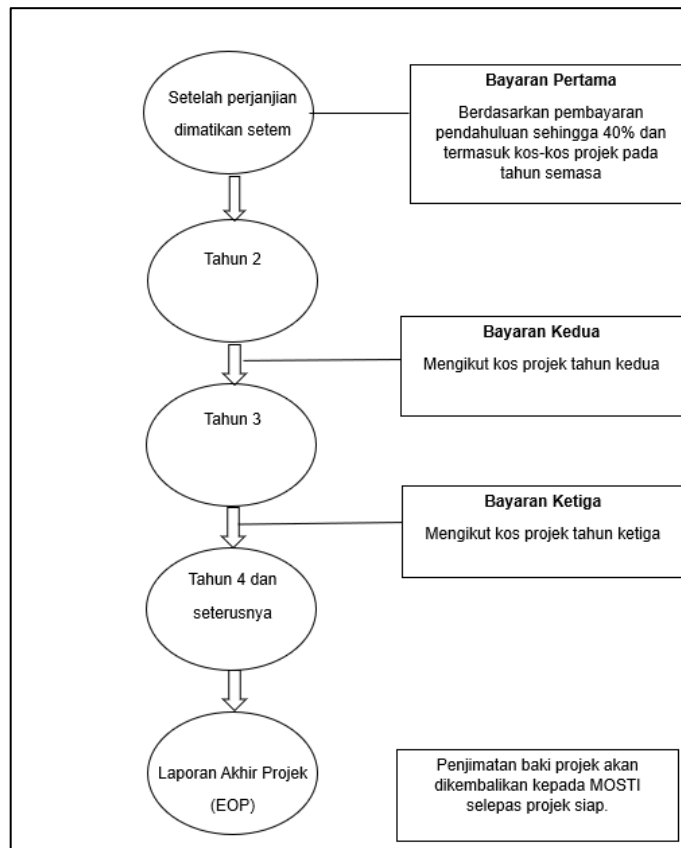 Setelah perjanjian
dimatikan setem
Bayaran Pertama
Berdasarkan pembayaran
pendahuluan sehingga 40% dan
termasuk kos-kos projek pada
tahun semasa
Tahun 2
Bayaran Kedua
Mengikut kos projek tahun kedua
Tahun 3
Bayaran Ketiga
Mengikut kos projek tahun ketiga
Tahun 4 dan
seterusnya
Laporan Akhir Projek
(EOP)
Penjimatan baki projek akan
dikembalikan kepada MOSTI
selepas projek siap.